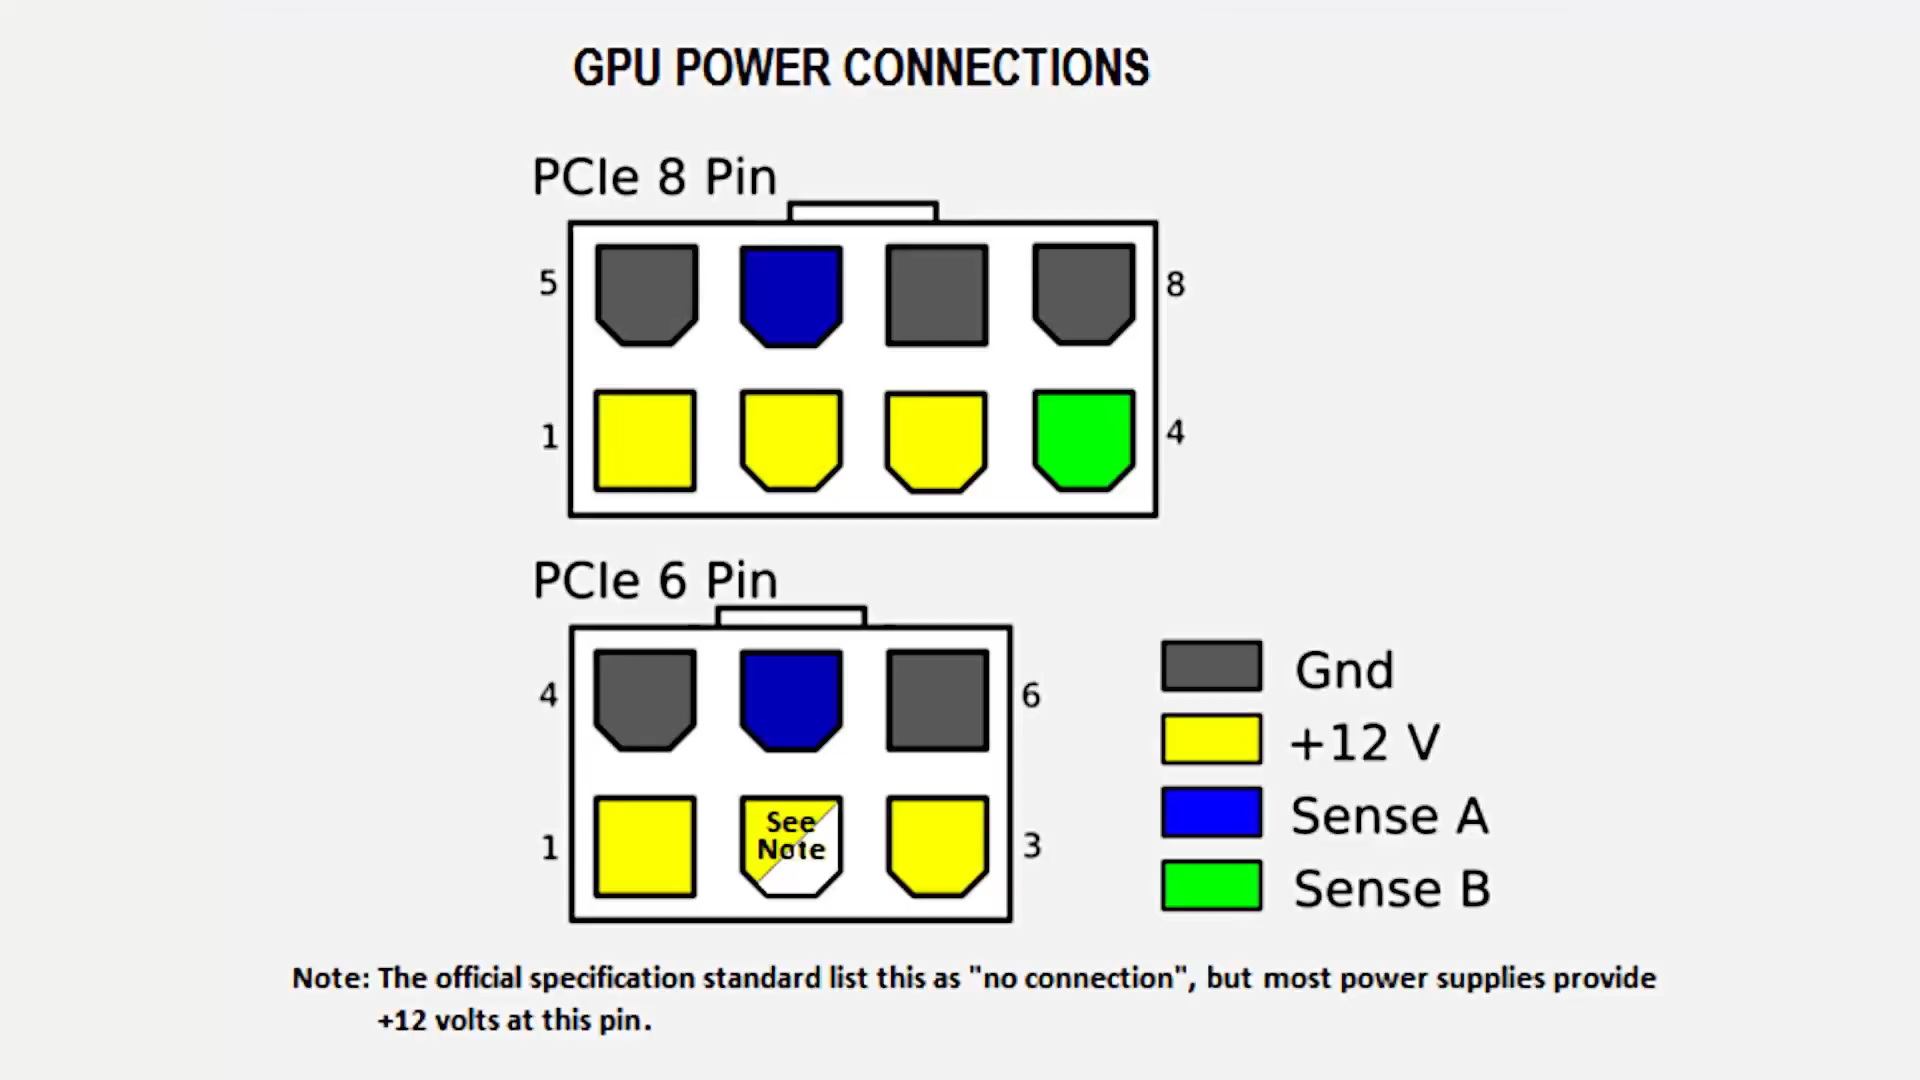 GPU POWER CONNECTIONS
PCIe 8 Pin
5
8
1
4
PCIe 6 Pin
4
6
1
See
Note
3
Gnd
+12 V
Sense A
Sense B
Note: The official specification standard list this as "no connection", but most power supplies provide
+12 volts at this pin.